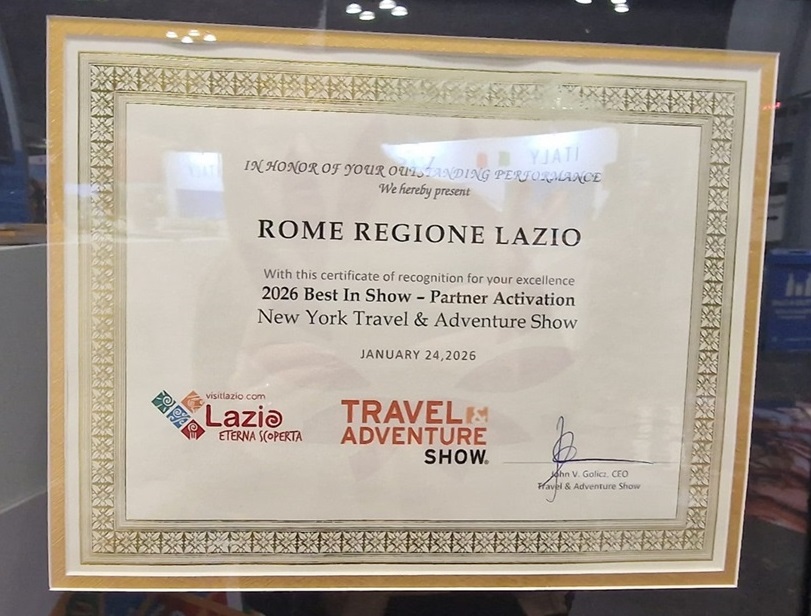 IN HONOR OF YOUR OUTSTANDING PERFORMANCE
We hereby present
ROME REGIONE LAZIO
With this certificate of recognition for your excellence
2026 Best In Show – Partner Activation
New York Travel & Adventure Show
JANUARY 24,2026
visitlazio.com
Lazio
ETERNA SCOPERTA
TRAVEL &
ADVENTURE
SHOW.
John V. Golicz, CEO
Travel & Adventure Show
ITALY